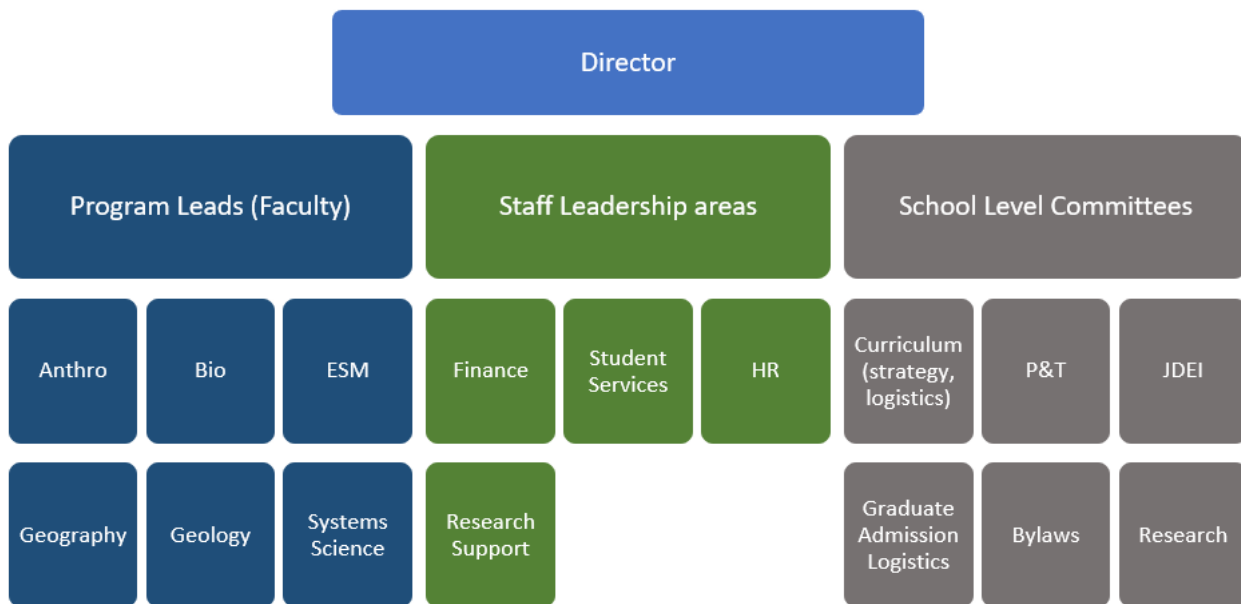 Director
Program Leads (Faculty)
Staff Leadership areas
School Level Committees
Anthro
Bio
ESM
Finance
Student
Services
HR
Curriculum
(strategy,
logistics)
P&T
JDEI
Geography
Geology
Systems
Science
Research
Support
Graduate
Admission
Logistics
Bylaws
Research